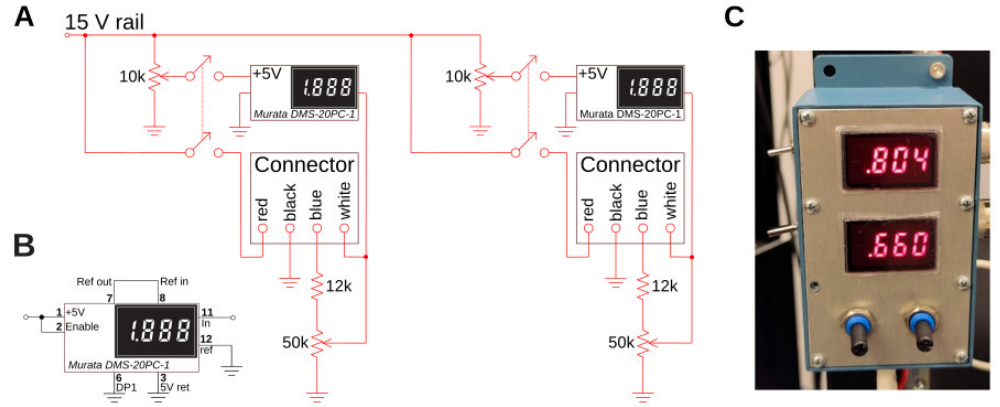 A
15 V rail
10k
+5V
1.888
Murata DMS-20PC-1
Connector
red
black
blue
white
12k
50k
10k
+5V
1.888
Murata DMS-20PC-1
Connector
red
black
blue
white
12k
50k
B
Ref out
Ref in
7
8
1
+5V
2
Enable
1.888
11
In
12
ref
Murata DMS-20PC-1
6
DP1
3
5V ret
C
.804
.660